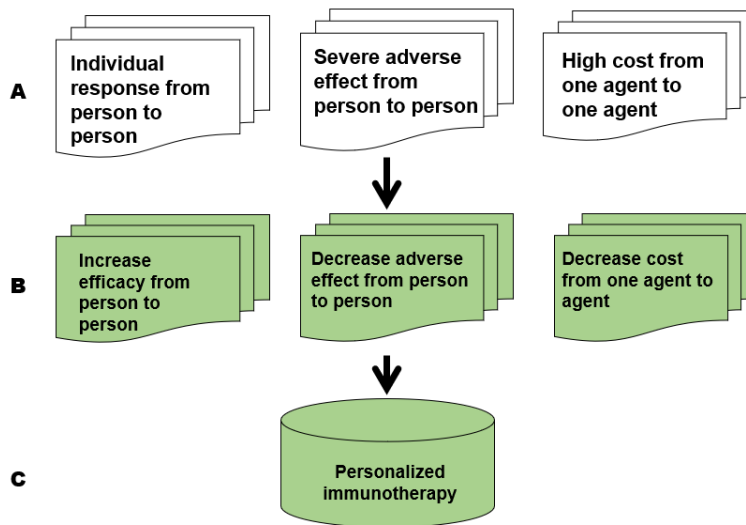 A
Individual
response from
person to
person
Severe adverse
effect from
person to person
High cost from
one agent to
one agent
B
Increase
efficacy from
person to
person
Decrease adverse
effect from person
to person
Decrease cost
from one agent to
agent
C
Personalized
immunotherapy